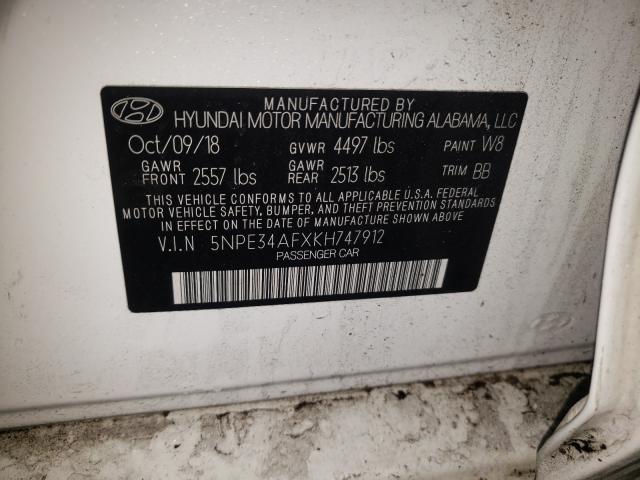 MANUFACTURED BY
HYUNDAI MOTOR MANUFACTURING ALABAMA, LLC
Oct/09/18 GVWR 4497 lbs PAINT W8
GAWR FRONT 2557 lbs GAWR REAR 2513 lbs TRIM BB
THIS VEHICLE CONFORMS TO ALL APPLICABLE U.S.A. FEDERAL
MOTOR VEHICLE SAFETY, BUMPER, AND THEFT PREVENTION STANDARDS
IN EFFECT ON THE DATE OF MANUFACTURE SHOWN ABOVE.
V.I.N 5NPE34AFXKH747912
PASSENGER CAR